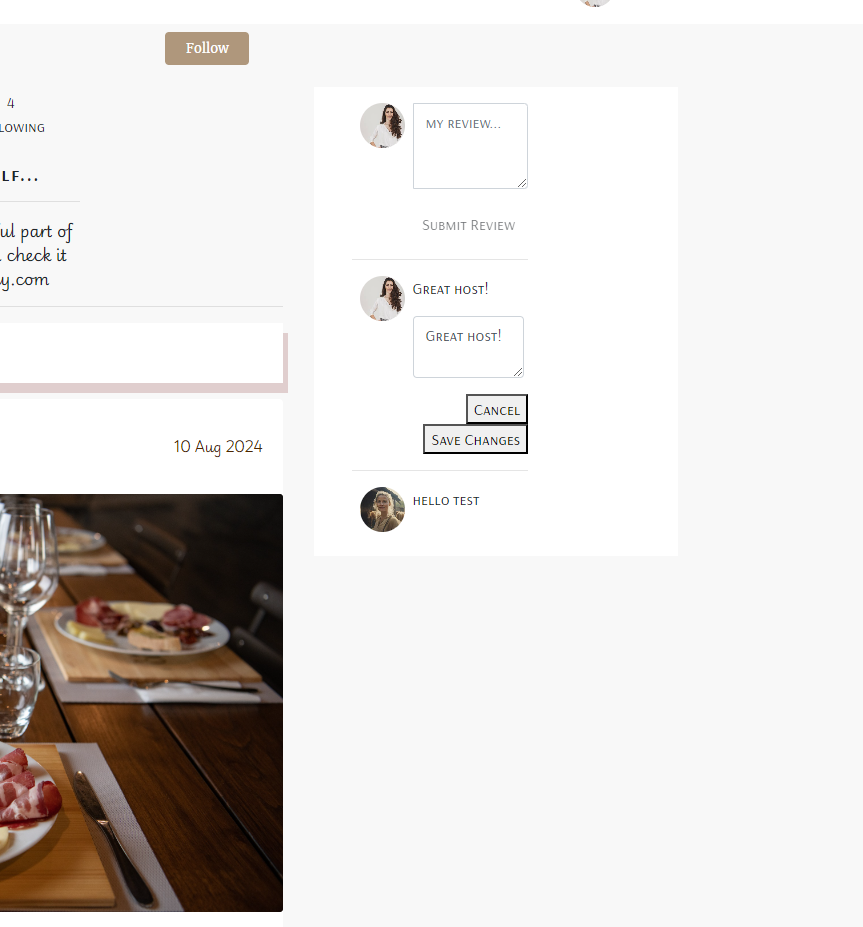 Follow
4
LOWING
LF...
ul part of
check it
y.com
10 Aug 2024
MY REVIEW...
SUBMIT REVIEW
GREAT HOST!
GREAT HOST!
CANCEL
SAVE CHANGES
HELLO TEST